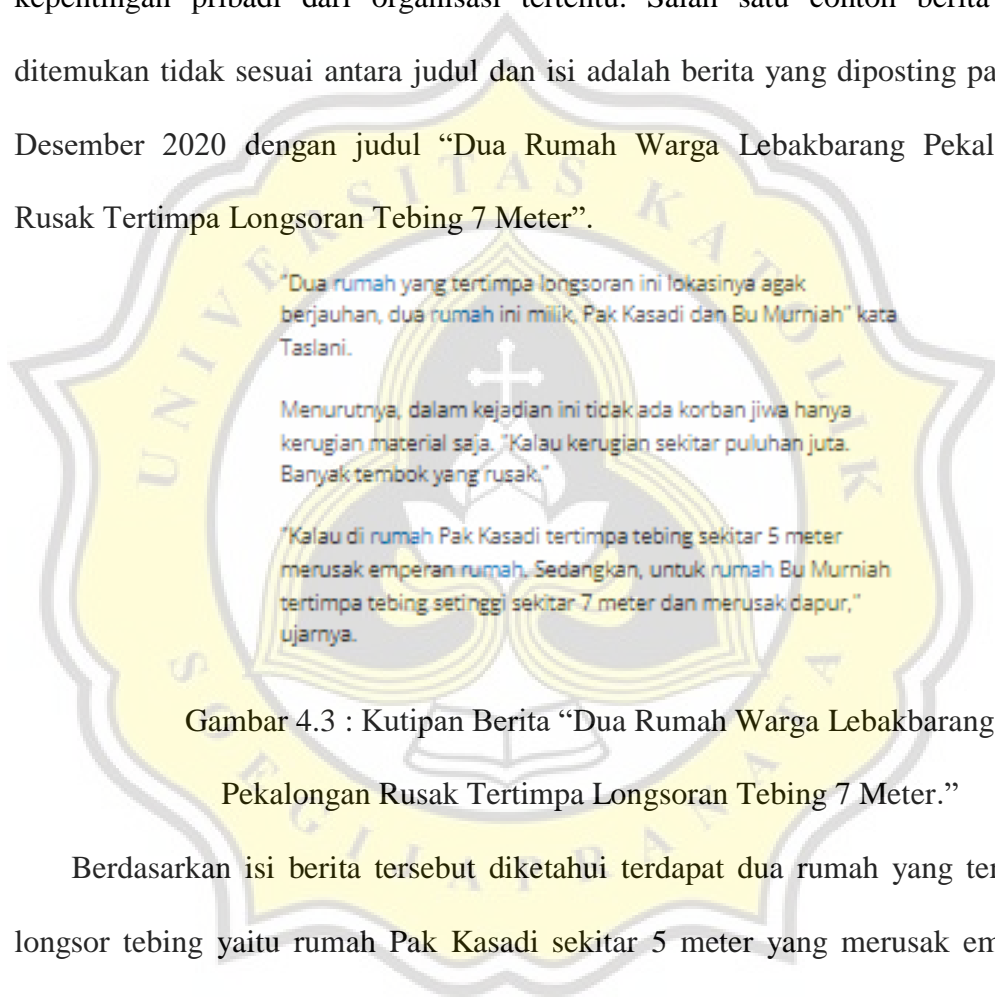 kepentingan pribadi dari organisasi tertentu. Salah satu contoh berita
ditemukan tidak sesuai antara judul dan isi adalah berita yang diposting pa
Desember 2020 dengan judul “Dua Rumah Warga Lebakbarang Pekal
Rusak Tertimpa Longsoran Tebing 7 Meter”.
"Dua rumah yang tertimpa longsoran ini lokasinya agak
berjauhan, dua rumah ini milik, Pak Kasadi dan Bu Murniah" kata
Taslani.
Menurutnya, dalam kejadian ini tidak ada korban jiwa hanya
kerugian material saja. "Kalau kerugian sekitar puluhan juta.
Banyak tembok yang rusak."
"Kalau di rumah Pak Kasadi tertimpa tebing sekitar 5 meter
merusak emperan rumah. Sedangkan, untuk rumah Bu Murniah
tertimpa tebing setinggi sekitar 7 meter dan merusak dapur,"
ujarnya.
Gambar 4.3 : Kutipan Berita “Dua Rumah Warga Lebakbarang
Pekalongan Rusak Tertimpa Longsoran Tebing 7 Meter.”
Berdasarkan isi berita tersebut diketahui terdapat dua rumah yang ter
longsor tebing yaitu rumah Pak Kasadi sekitar 5 meter yang merusak em
UNIVERSITAS KATOLIK
SOEGIJAPRANATA